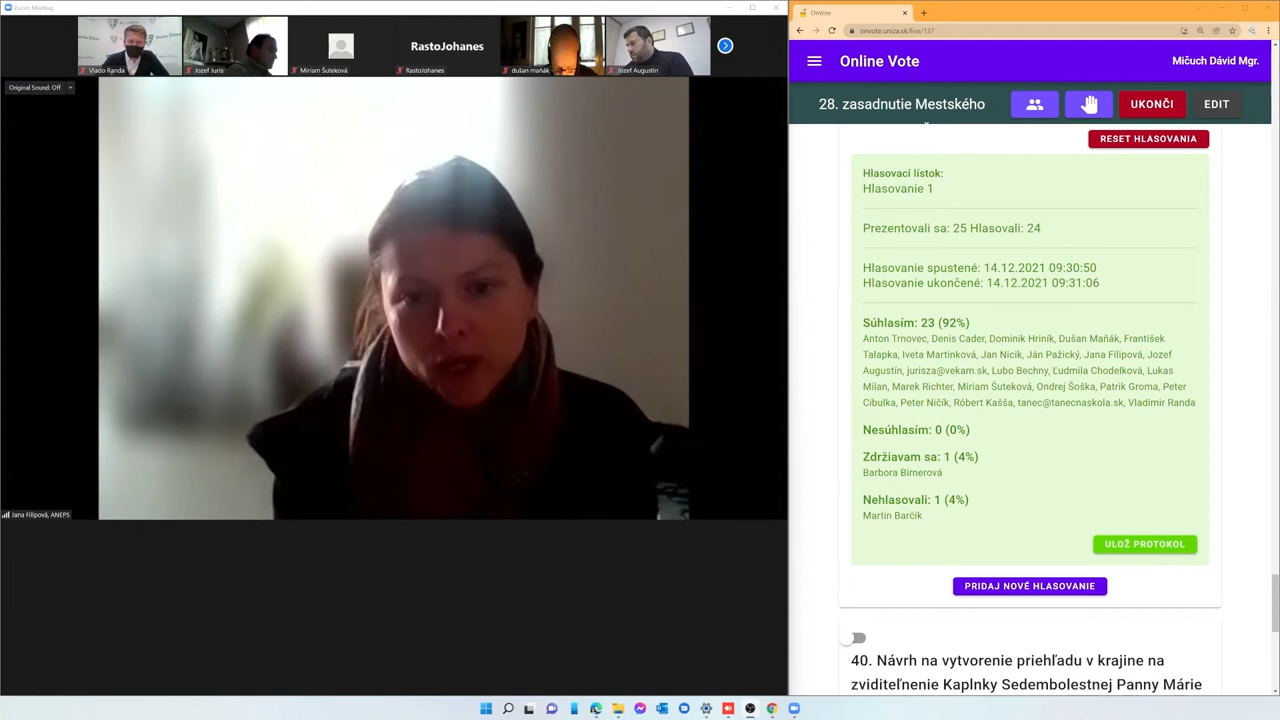 Zoom Meeting
Vlado Randa
Jozef Juriš
Miriam Šuteková
RastoJohanes
RastoJohanes
dušan maňák
Jozef Augustín
Original Sound: Off
Jana Filipová, ANEPS
OnVote
onvote.uniza.sk/live/137
Online Vote
Mičuch Dávid Mgr.
28. zasadnutie Mestského
UKONČI
EDIT
RESET HLASOVANIA
Hlasovací lístok:
Hlasovanie 1
Prezentovali sa: 25 Hlasovali: 24
Hlasovanie spustené: 14.12.2021 09:30:50
Hlasovanie ukončené: 14.12.2021 09:31:06
Súhlasím: 23 (92%)
Anton Trnovec, Denis Cader, Dominik Hriník, Dušan Maňák, František
Talapka, Iveta Martinková, Jan Nicik, Ján Pažický, Jana Filipová, Jozef
Augustín, jurisza@vekam.sk, Lubo Bechny, Ľudmila Chodelková, Lukas
Milan, Marek Richter, Miriam Šuteková, Ondrej Šoška, Patrik Groma, Peter
Cibulka, Peter Ničík, Róbert Kašša, tanec@tanecnaskola.sk, Vladimir Randa
Nesúhlasím: 0 (0%)
Zdržiavam sa: 1 (4%)
Barbora Birnerová
Nehlasovali: 1 (4%)
Martin Barčík
ULOŽ PROTOKOL
PRIDAJ NOVÉ HLASOVANIE
40. Návrh na vytvorenie priehľadu v krajine na
zviditeľnenie Kaplnky Sedembolestnej Panny Márie